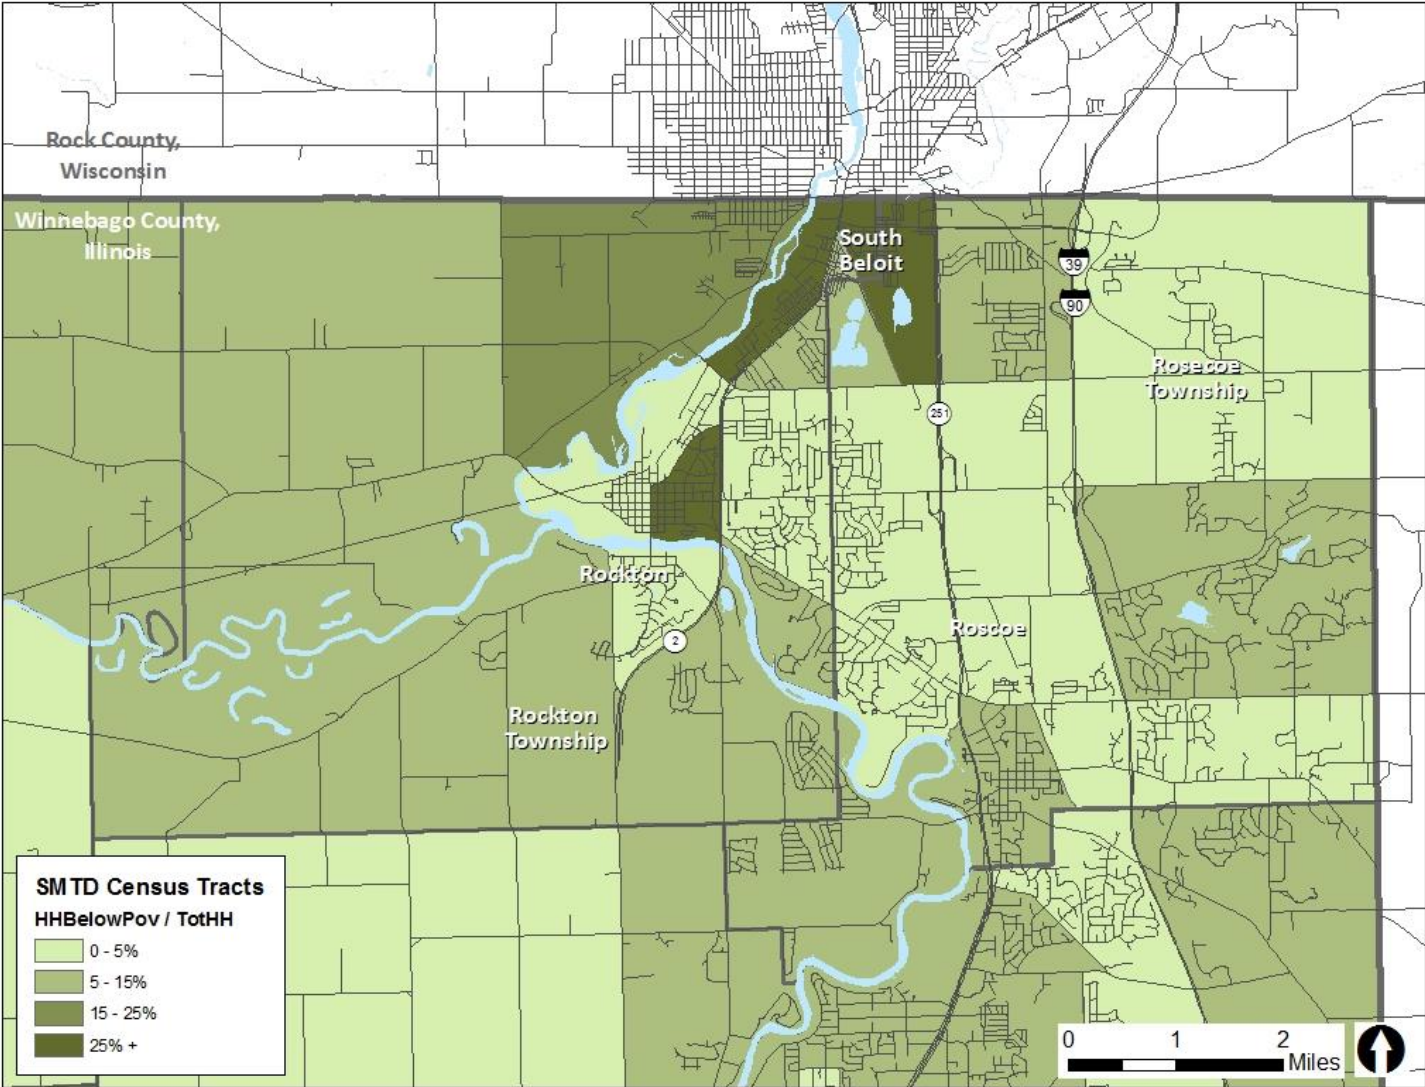 Rock County,
Wisconsin
Winnebago County,
Illinois
South
Beloit
39
90
Rosecoe
Township
251
Rockton
2
Roscoe
Rockton
Township
SMTD Census Tracts
HHBelowPov / TotHH
0 - 5%
5 - 15%
15 - 25%
25% +
0 1 2
Miles